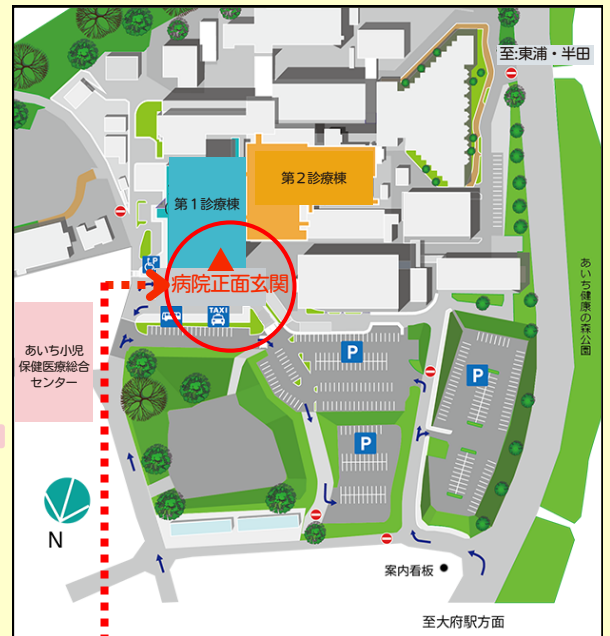 至:東浦・半田
第２診療棟
第１診療棟
P
病院正面玄関
TAXI
あいち健康の森公園
あいち小児
保健医療総合
センター
P
P
P
N
案内看板
至大府駅方面